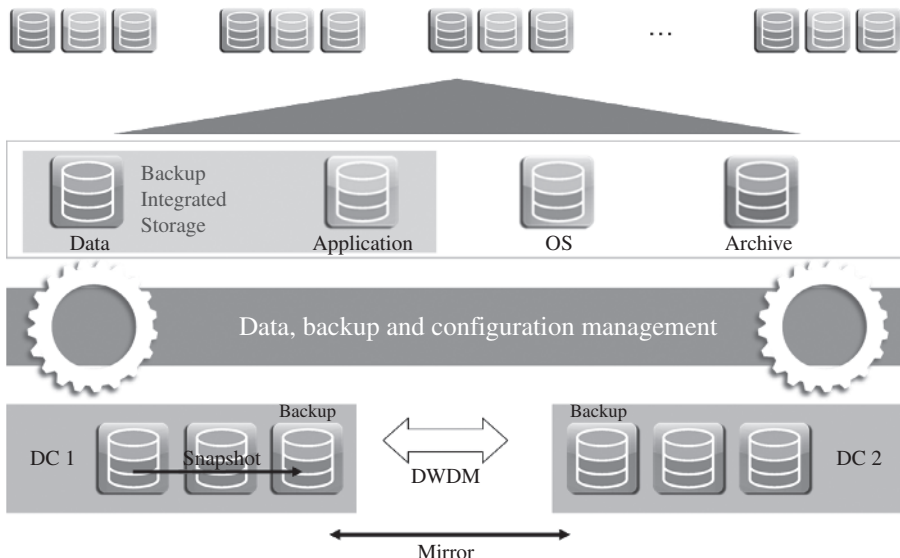 ...
Backup
Integrated
Storage
Data
Application
OS
Archive
Data, backup and configuration management
Backup
Backup
DC 1
Snapshot
DC 2
DWDM
Mirror